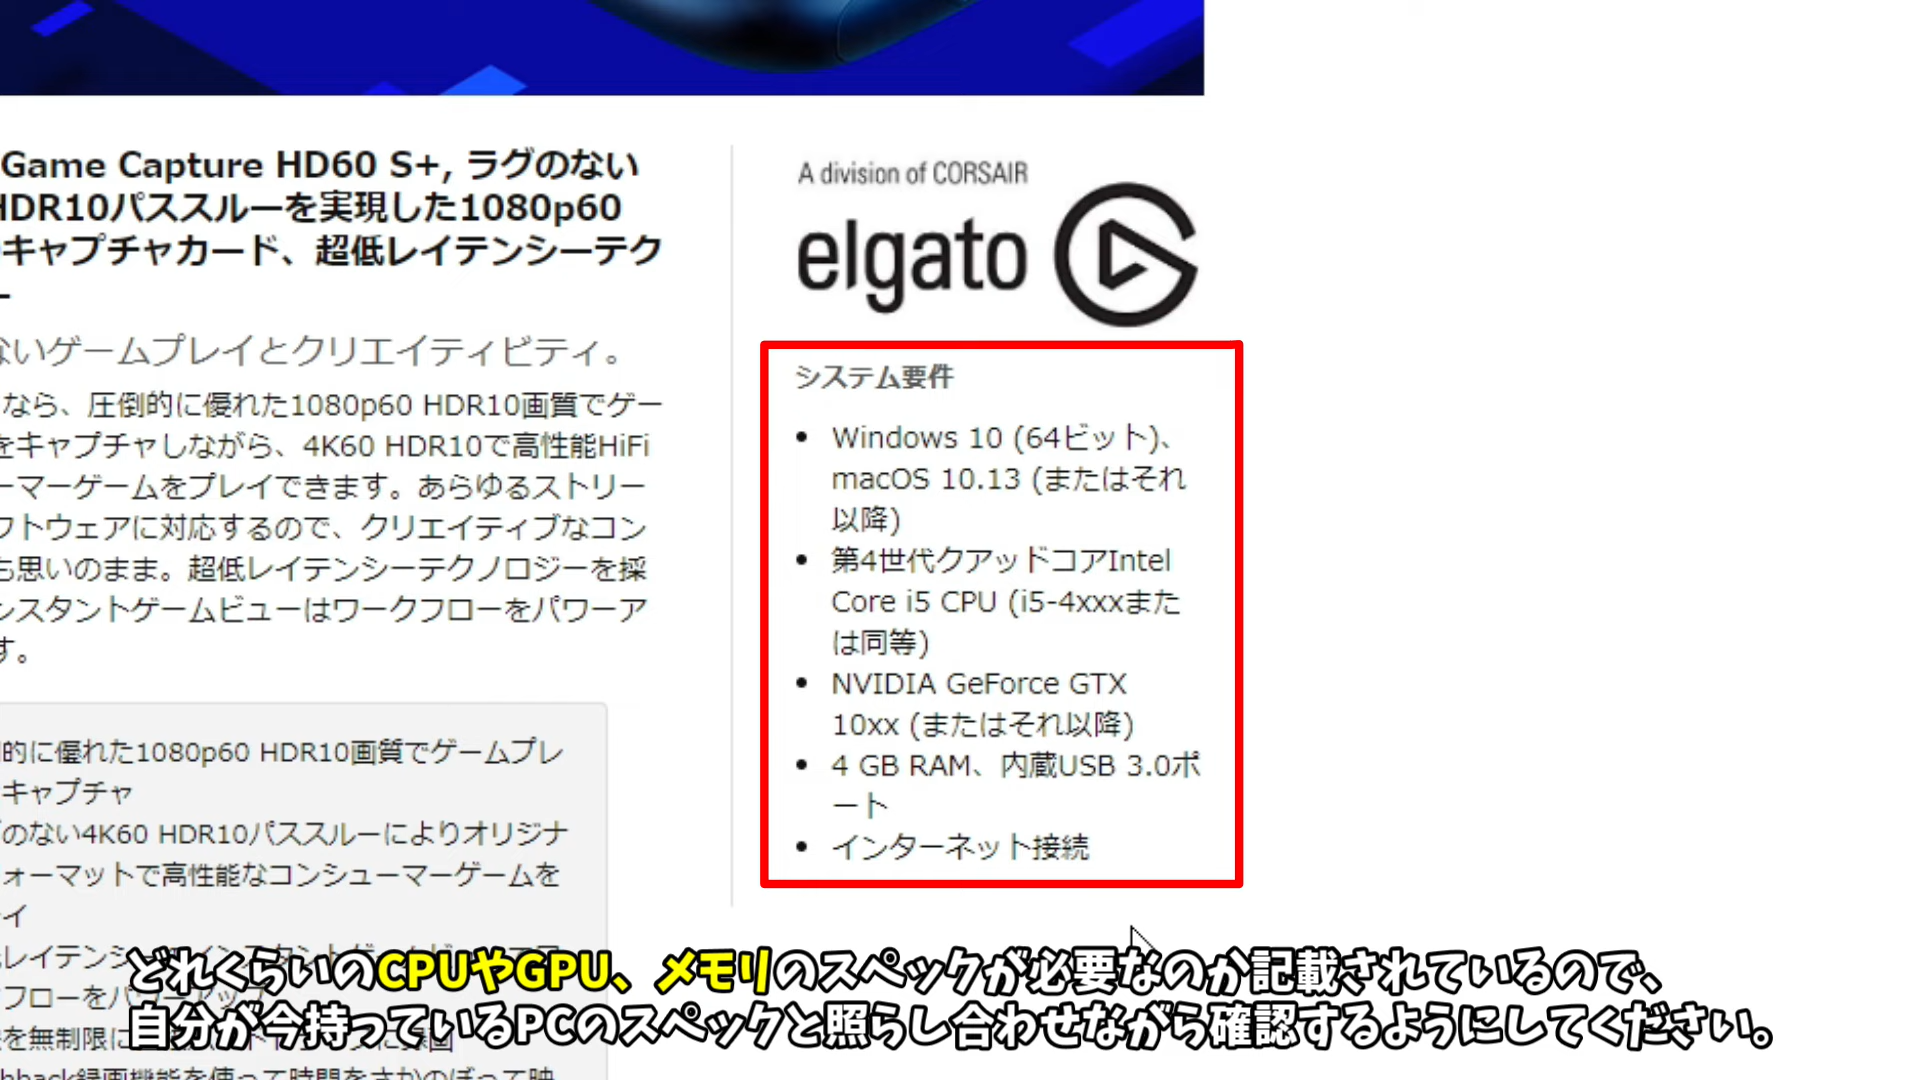 Game Capture HD60 S+, ラグのない
HDR10パススルーを実現した1080p60
キャプチャカード、超低レイテンシーテク
ー
ないゲームプレイとクリエイティビティ。
なら、圧倒的に優れた1080p60 HDR10画質でゲー
をキャプチャしながら、4K60 HDR10で高性能HiFi
ーマーゲームをプレイできます。あらゆるストリー
フトウェアに対応するので、クリエイティブなコン
も思いのまま。超低レイテンシーテクノロジーを採
ンスタントゲームビューはワークフローをパワーア
す。
的に優れた1080p60 HDR10画質でゲームプレ
キャプチャ
のない4K60 HDR10パススルーによりオリジナ
ォーマットで高性能なコンシューマーゲームを
イ
A division of CORSAIR
elgato
システム要件
• Windows 10 (64ビット)、
macOS 10.13 (またはそれ
以降)
• 第4世代クアッドコアIntel
Core i5 CPU (i5-4xxxまた
は同等)
• NVIDIA GeForce GTX
10xx (またはそれ以降)
• 4 GB RAM、内蔵USB 3.0ポ
ート
• インターネット接続
どれくらいのCPUやGPU、メモリのスペックが必要なのか記載されているので、
自分が今持っているPCのスペックと照らし合わせながら確認するようにしてください。